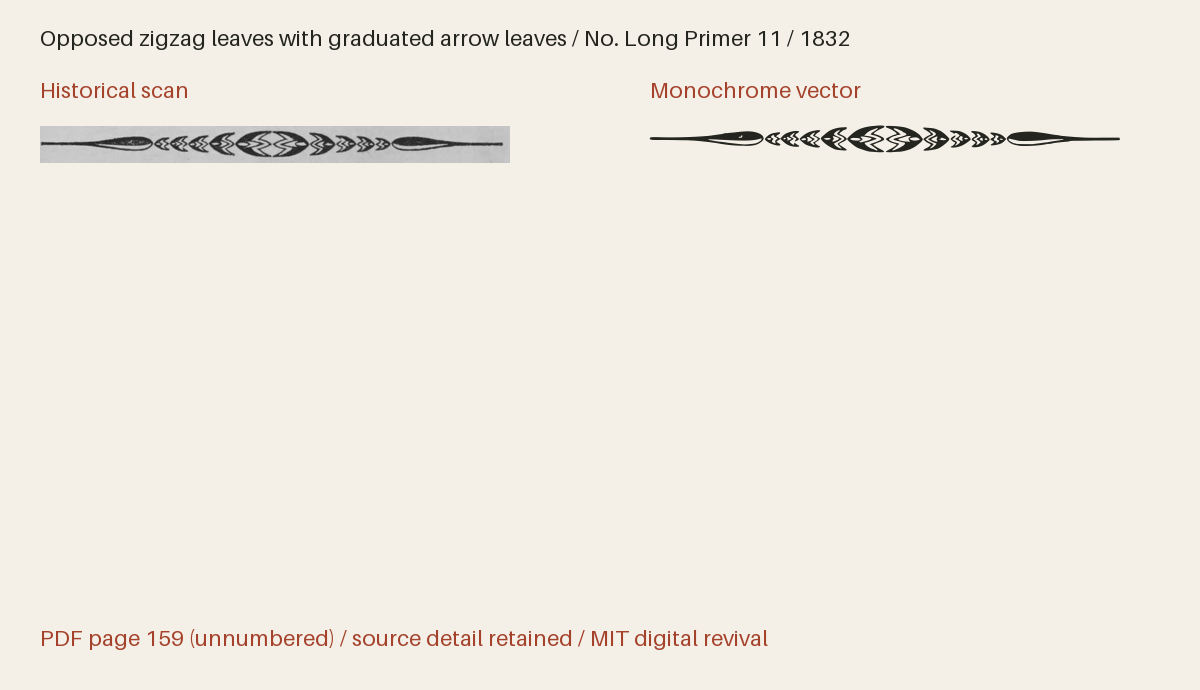 Opposed zigzag leaves with graduated arrow leaves / No. Long Primer 11 / 1832
Historical scan
Monochrome vector
PDF page 159 (unnumbered) / source detail retained / MIT digital revival